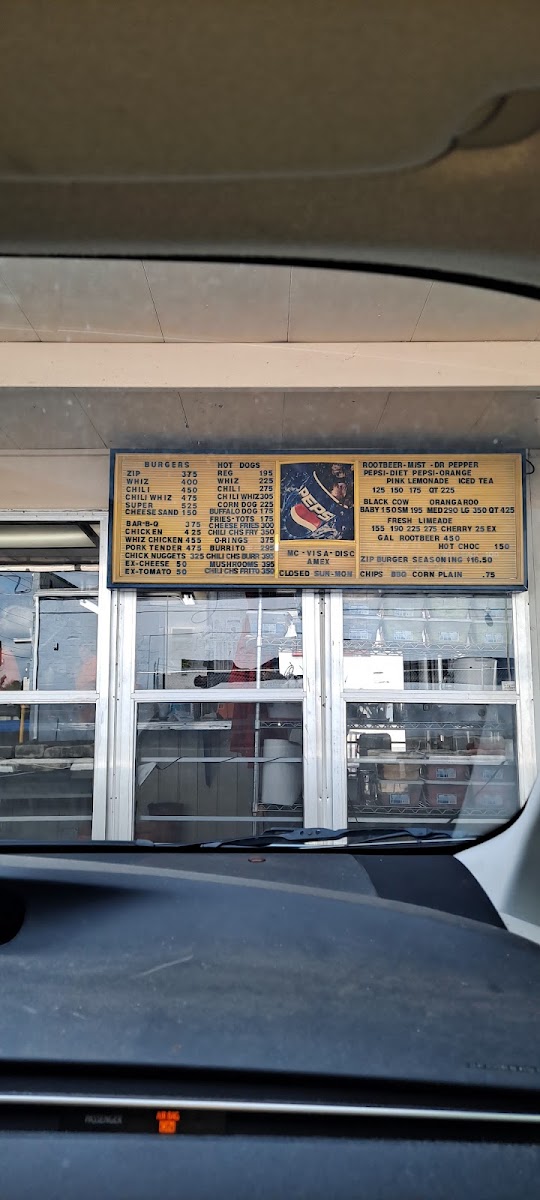 BURGERS
ZIP 375
WHIZ 400
CHILI 450
CHILI WHIZ 475
SUPER 525
CHEESE SAND 150
BAR-B-Q 375
CHICKEN 425
WHIZ CHICKEN 455
PORK TENDER 475
CHICK NUGGETS 325
EX-CHEESE 50
EX-TOMATO 50
HOT DOGS
REG 195
WHIZ 225
CHILI 275
CHILI WHIZ 305
CORN DOG 225
BUFFALO DOG 175
FRIES-TOTS 175
CHEESE FRIES 300
CHILI CHS FRY 350
O-RINGS 375
BURRITO 295
CHILI CHS BURR 395
MUSHROOMS 395
CHILI CHS FRITO 350
PEPSI
MC-VISA-DISC
AMEX
CLOSED SUN-MON
ROOTBEER-MIST-DR PEPPER
PEPSI-DIET PEPSI-ORANGE
PINK LEMONADE ICED TEA
125 150 175 QT 225
BLACK COW ORANGAROO
BABY 150 SM 195 MED 290 LG 350 QT 425
FRESH LIMEADE
155 190 225 275 CHERRY 25 EX
GAL ROOTBEER 450
HOT CHOC 150
ZIP BURGER SEASONING $16.50
CHIPS BBQ CORN PLAIN .75
PASSENGER
AIR BAG